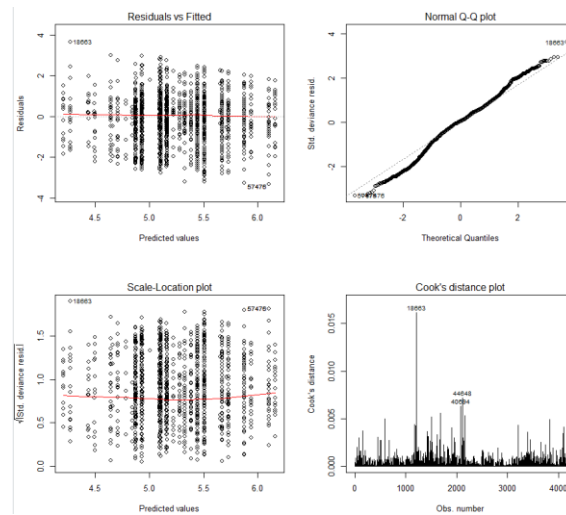 Residuals vs Fitted
18663
57476
Residuals
4
2
0
-2
-4
4.5 5.0 5.5 6.0
Predicted values
Normal Q-Q plot
18663
Std. deviance resid.
4
2
0
-2
-2 0 2
Theoretical Quantiles
Scale-Location plot
18663
57476
√|Std. deviance resid.|
1.5
1.0
0.5
0.0
4.5 5.0 5.5 6.0
Predicted values
Cook's distance plot
18663
44648
Cook's distance
0.015
0.010
0.005
0.000
0 1000 2000 3000 4000
Obs. number